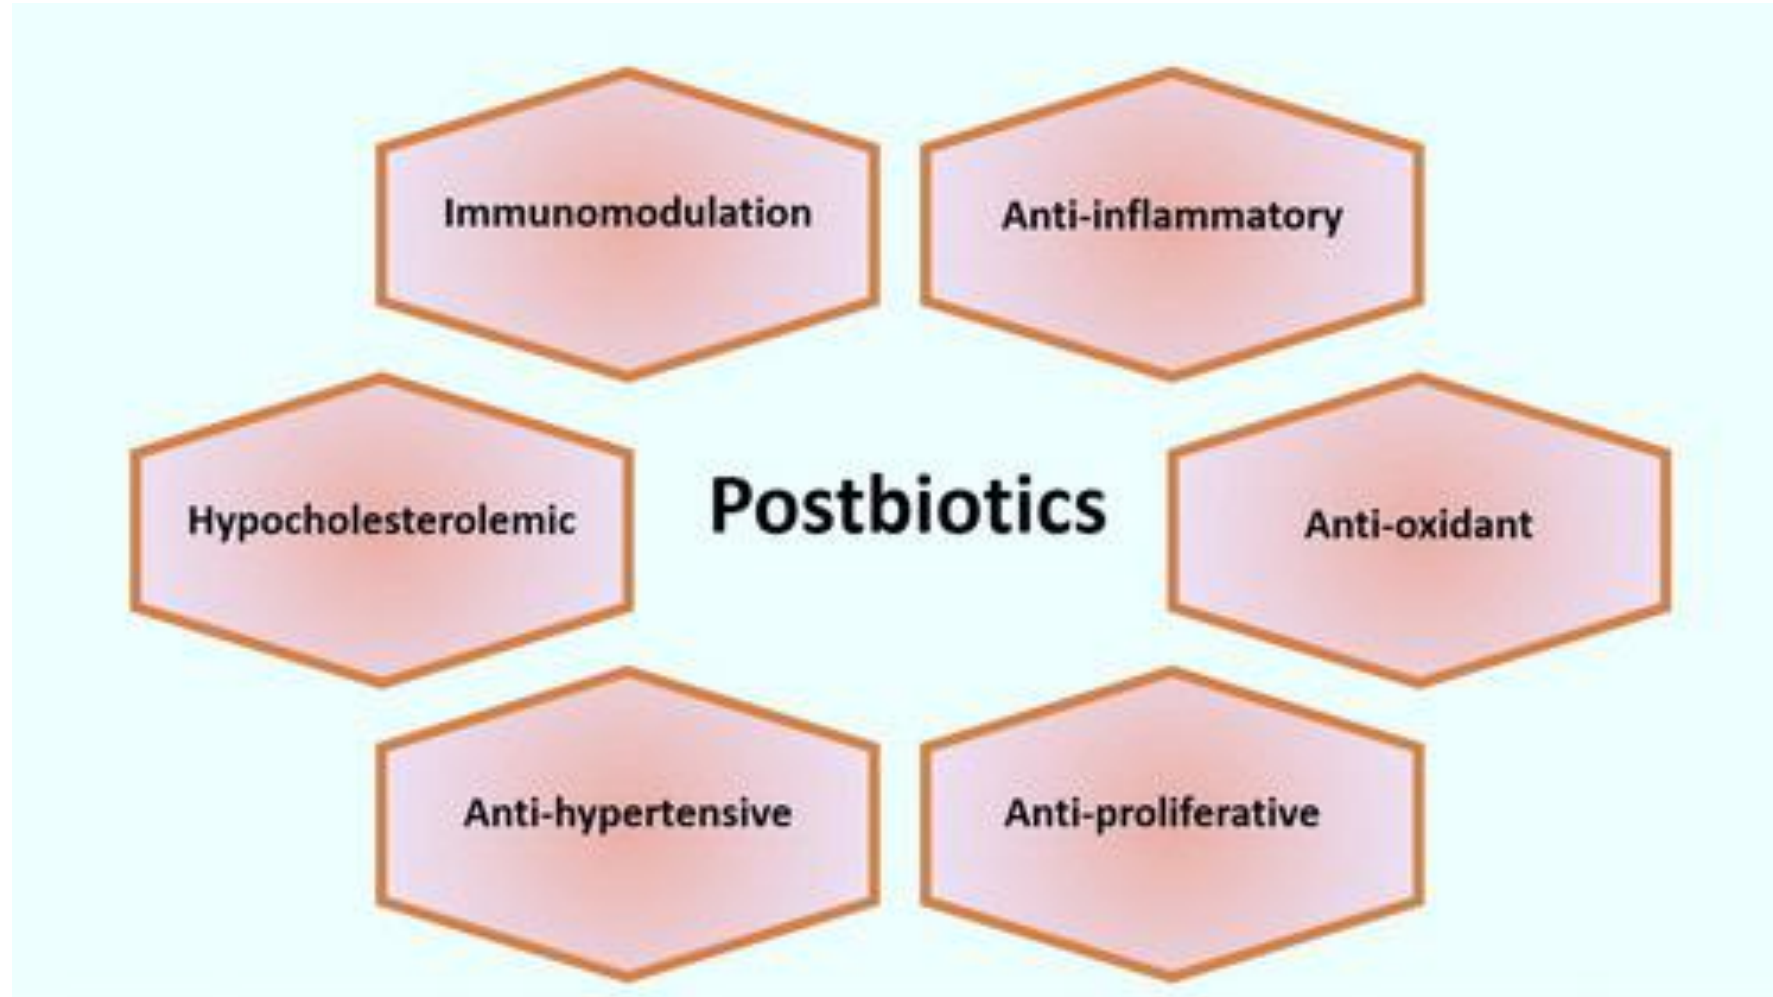 Immunomodulation
Anti-inflammatory
Hypocholesterolemic
Postbiotics
Anti-oxidant
Anti-hypertensive
Anti-proliferative